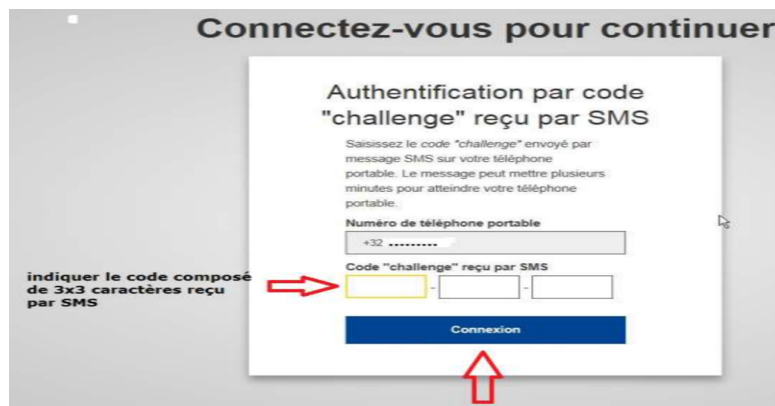 Connectez-vous pour continuer
Authentification par code
"challenge" reçu par SMS
Saisissez le code "challenge" envoyé par
message SMS sur votre téléphone
portable. Le message peut mettre plusieurs
minutes pour atteindre votre téléphone
portable.
Numéro de téléphone portable
+32 •••••••••
Code "challenge" reçu par SMS
indiquer le code composé
de 3x3 caractères reçu
par SMS
- -
Connexion